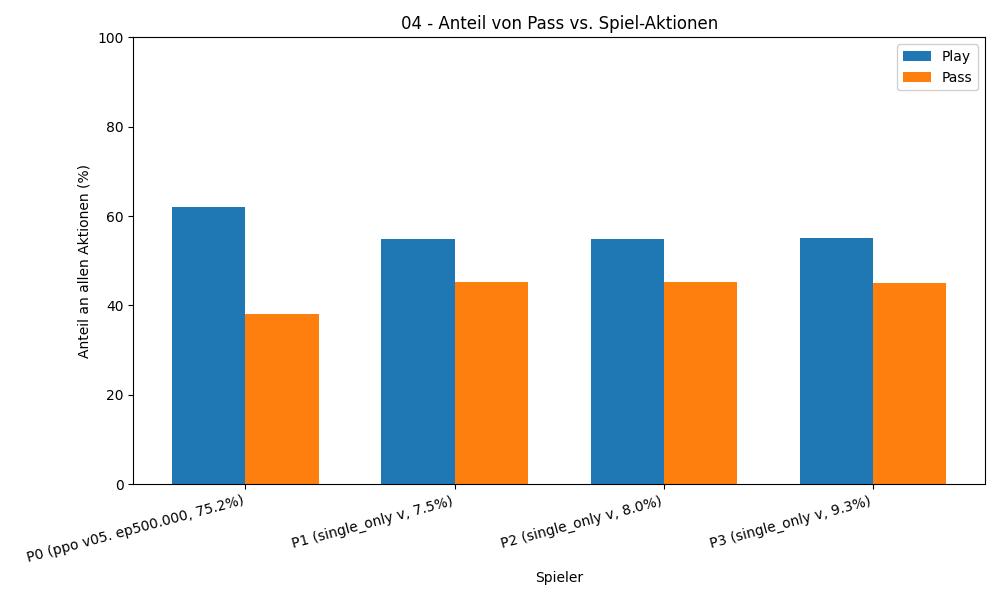 04 - Anteil von Pass vs. Spiel-Aktionen
Play
Pass
Anteil an allen Aktionen (%)
100
80
60
40
20
0
P0 (ppo v05. ep500.000, 75.2%)
P1 (single_only v, 7.5%)
P2 (single_only v, 8.0%)
P3 (single_only v, 9.3%)
Spieler